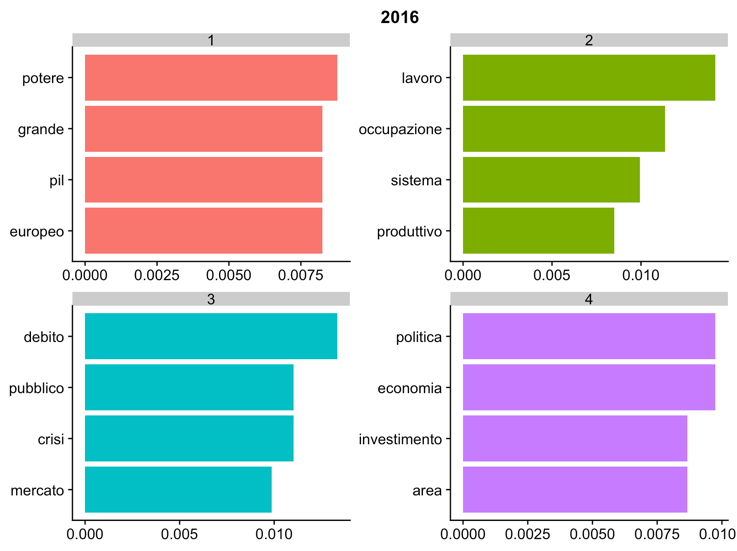 2016
1
potere
grande
pil
europeo
0.0000 0.0025 0.0050 0.0075
2
lavoro
occupazione
sistema
produttivo
0.000 0.005 0.010
3
debito
pubblico
crisi
mercato
0.000 0.005 0.010
4
politica
economia
investimento
area
0.0000 0.0025 0.0050 0.0075 0.010